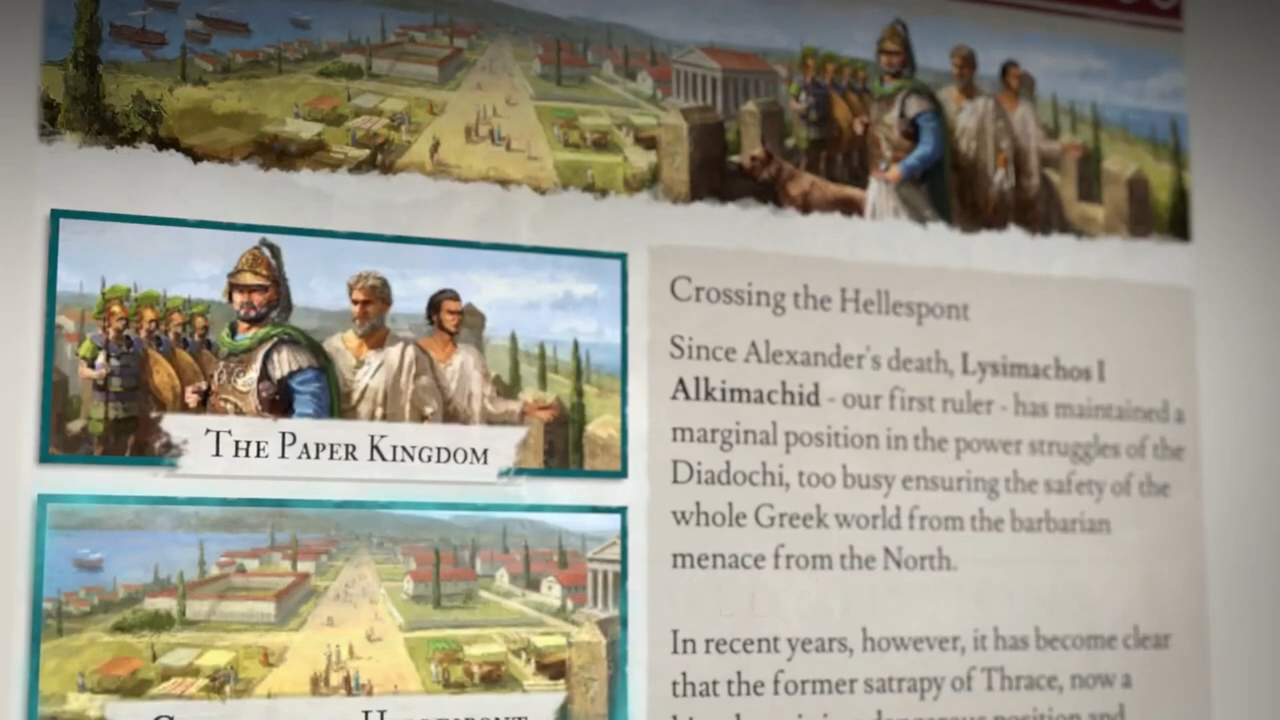 THE PAPER KINGDOM
HELLESPONT
Crossing the Hellespont
Since Alexander's death, Lysimachos I
Alkimachid - our first ruler - has maintained a
marginal position in the power struggles of the
Diadochi, too busy ensuring the safety of the
whole Greek world from the barbarian
menace from the North.
In recent years, however, it has become clear
that the former satrapy of Thrace, now a
position and